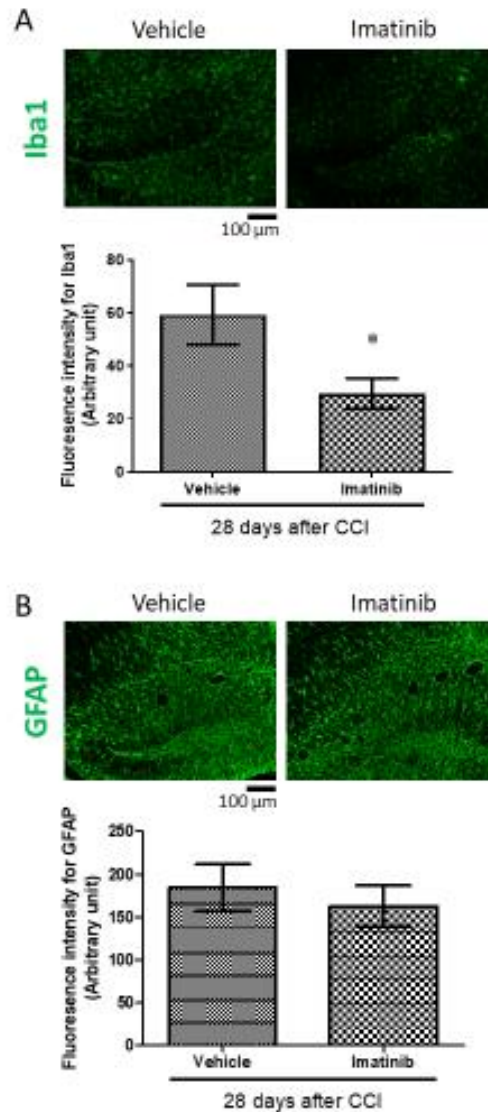 A
Vehicle Imatinib
Iba1
100 µm
Fluoresence intensity for Iba1
(Arbitrary unit)
80
60
40
20
0
*
Vehicle Imatinib
28 days after CCI
B
Vehicle Imatinib
GFAP
100 µm
Fluoresence intensity for GFAP
(Arbitrary unit)
250
200
150
100
50
0
Vehicle Imatinib
28 days after CCI